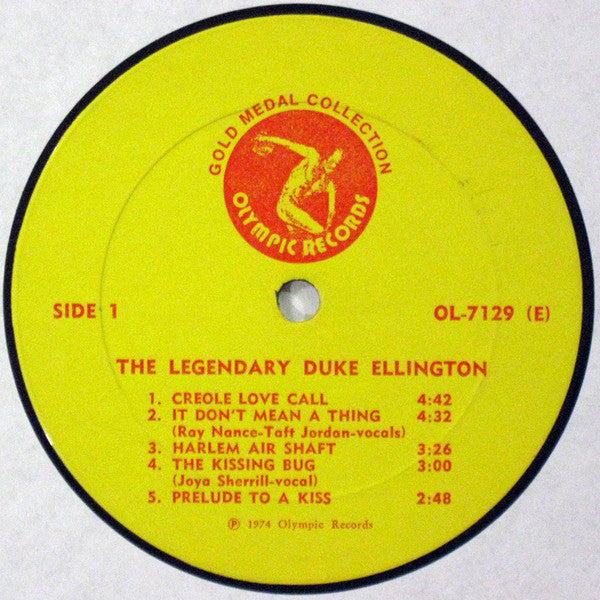 GOLD MEDAL COLLECTION
OLYMPIC RECORDS
SIDE 1
OL-7129 (E)
THE LEGENDARY DUKE ELLINGTON
1. CREOLE LOVE CALL 4:42
2. IT DON'T MEAN A THING 4:32
(Ray Nance-Taft Jordan-vocals)
3. HARLEM AIR SHAFT 3:26
4. THE KISSING BUG 3:00
(Joya Sherrill-vocal)
5. PRELUDE TO A KISS 2:48
℗ 1974 Olympic Records